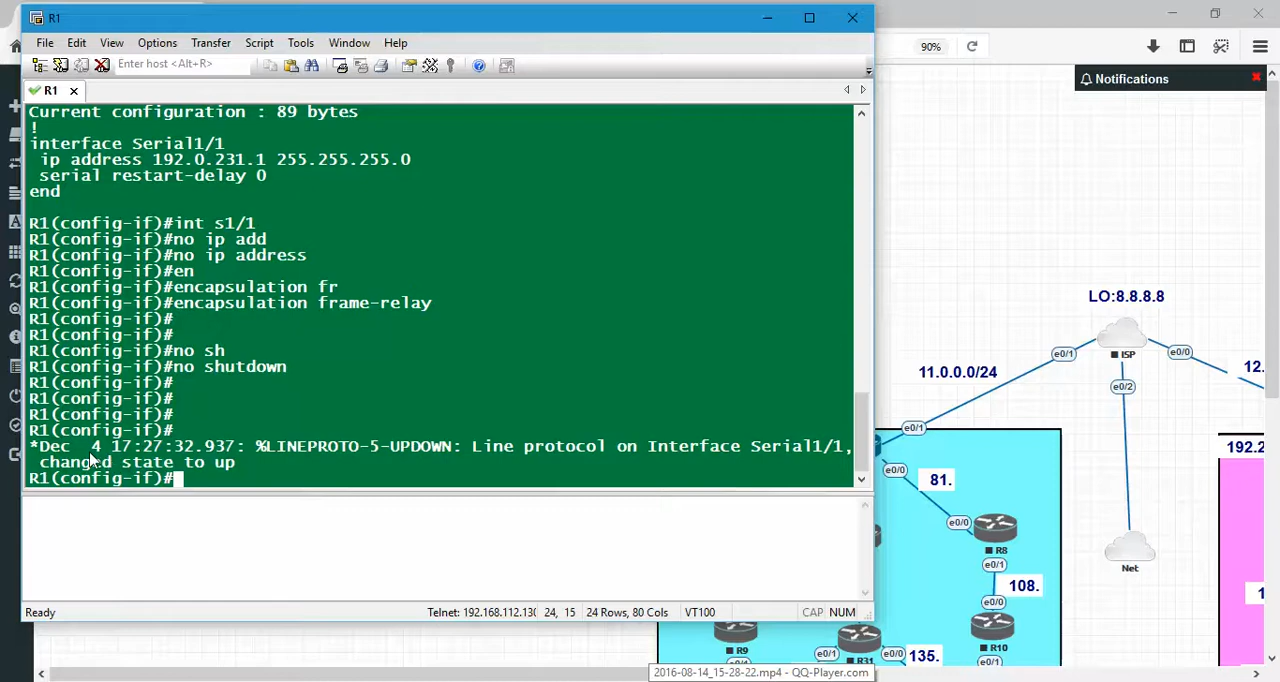 R1
File Edit View Options Transfer Script Tools Window Help
Enter host <Alt+R>
R1
Current configuration : 89 bytes
!
interface Serial1/1
ip address 192.0.231.1 255.255.255.0
serial restart-delay 0
end
R1(config-if)#int s1/1
R1(config-if)#no ip add
R1(config-if)#no ip address
R1(config-if)#en
R1(config-if)#encapsulation fr
R1(config-if)#encapsulation frame-relay
R1(config-if)#
R1(config-if)#
R1(config-if)#no sh
R1(config-if)#no shutdown
R1(config-if)#
R1(config-if)#
R1(config-if)#
R1(config-if)#
*Dec 4 17:27:32.937: %LINEPROTO-5-UPDOWN: Line protocol on Interface Serial1/1,
changed state to up
R1(config-if)#
Ready
Telnet: 192.168.112.130
24, 15
24 Rows, 80 Cols
VT100
CAP NUM
90%
Notifications
LO:8.8.8.8
e0/1
ISP
e0/0
11.0.0.0/24
12.
e0/2
e0/1
e0/0
81.
192.2
e0/0
R8
e0/1
Net
108.
1
e0/0
R9
R10
e0/1
e0/0
135.
R31
e0/1
2016-08-14_15-28-22.mp4 - QQ-Player.com